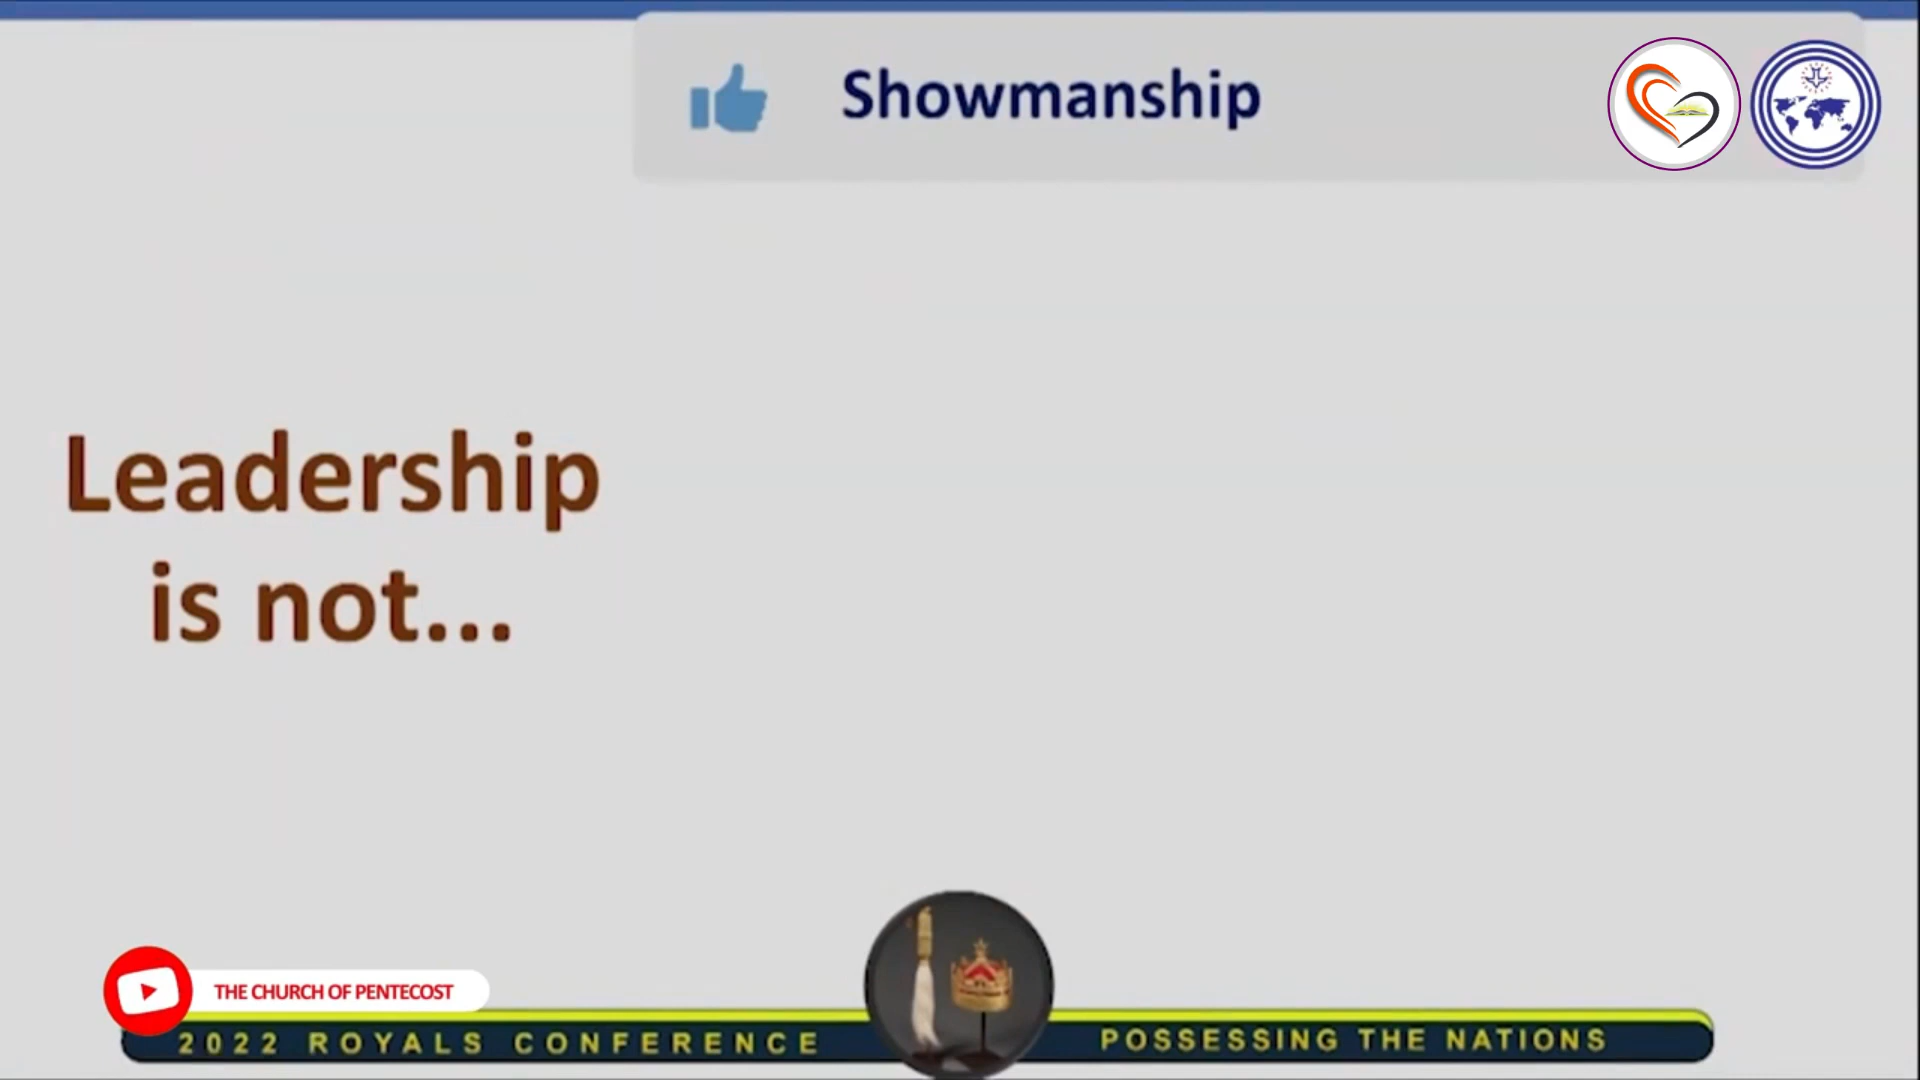 Showmanship
Leadership
is not...
THE CHURCH OF PENTECOST
2022 ROYALS CONFERENCE
POSSESSING THE NATIONS